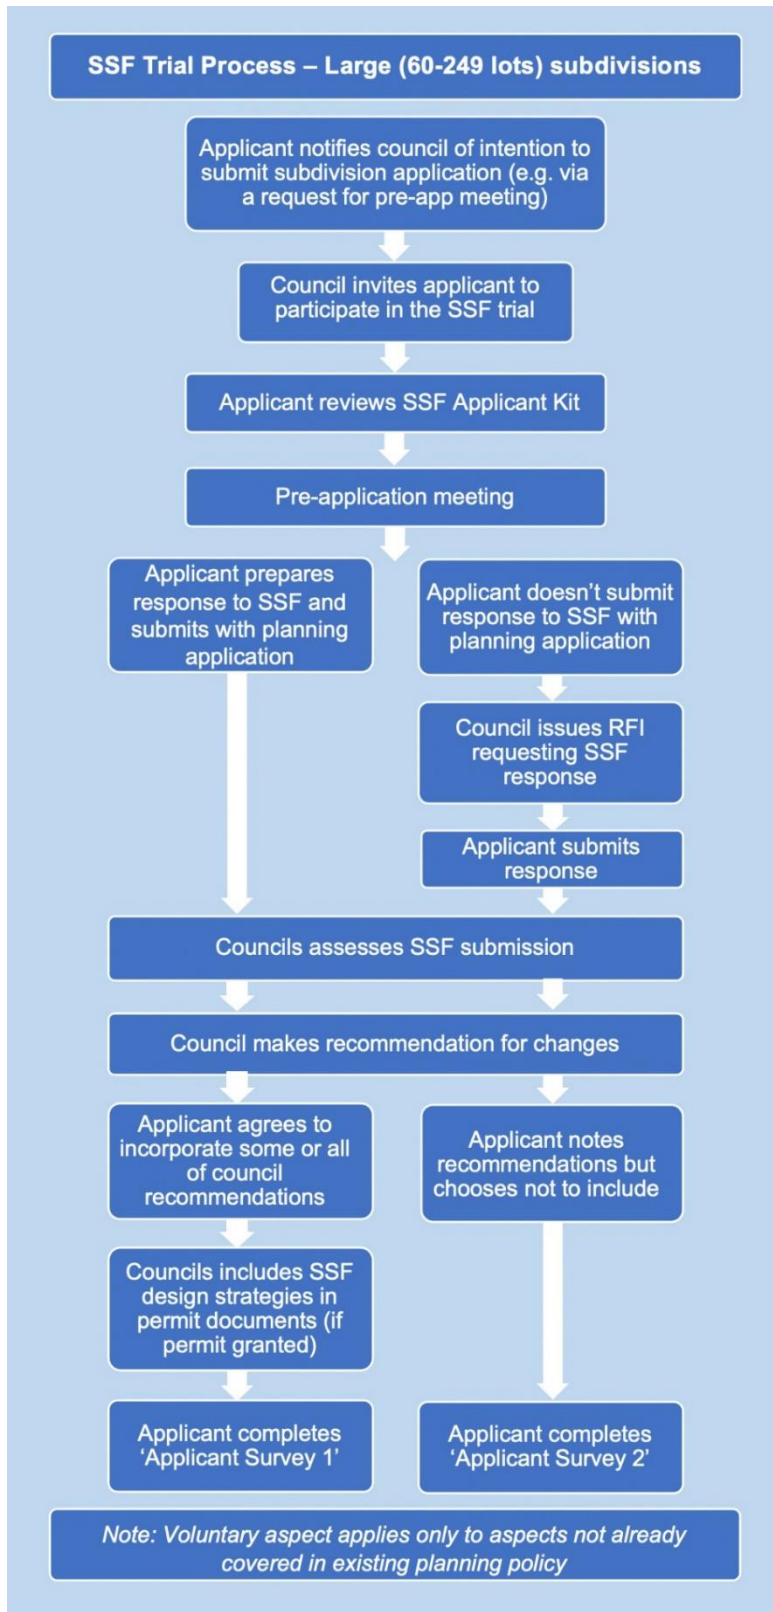 SSF Trial Process – Large (60-249 lots) subdivisions
Applicant notifies council of intention to
submit subdivision application (e.g. via
a request for pre-app meeting)
Council invites applicant to
participate in the SSF trial
Applicant reviews SSF Applicant Kit
Pre-application meeting
Applicant prepares
response to SSF and
submits with planning
application
Applicant doesn’t submit
response to SSF with
planning application
Council issues RFI
requesting SSF
response
Applicant submits
response
Councils assesses SSF submission
Council makes recommendation for changes
Applicant agrees to
incorporate some or all
of council
recommendations
Applicant notes
recommendations but
chooses not to include
Councils includes SSF
design strategies in
permit documents (if
permit granted)
Applicant completes
‘Applicant Survey 1’
Applicant completes
‘Applicant Survey 2’
Note: Voluntary aspect applies only to aspects not already
covered in existing planning policy